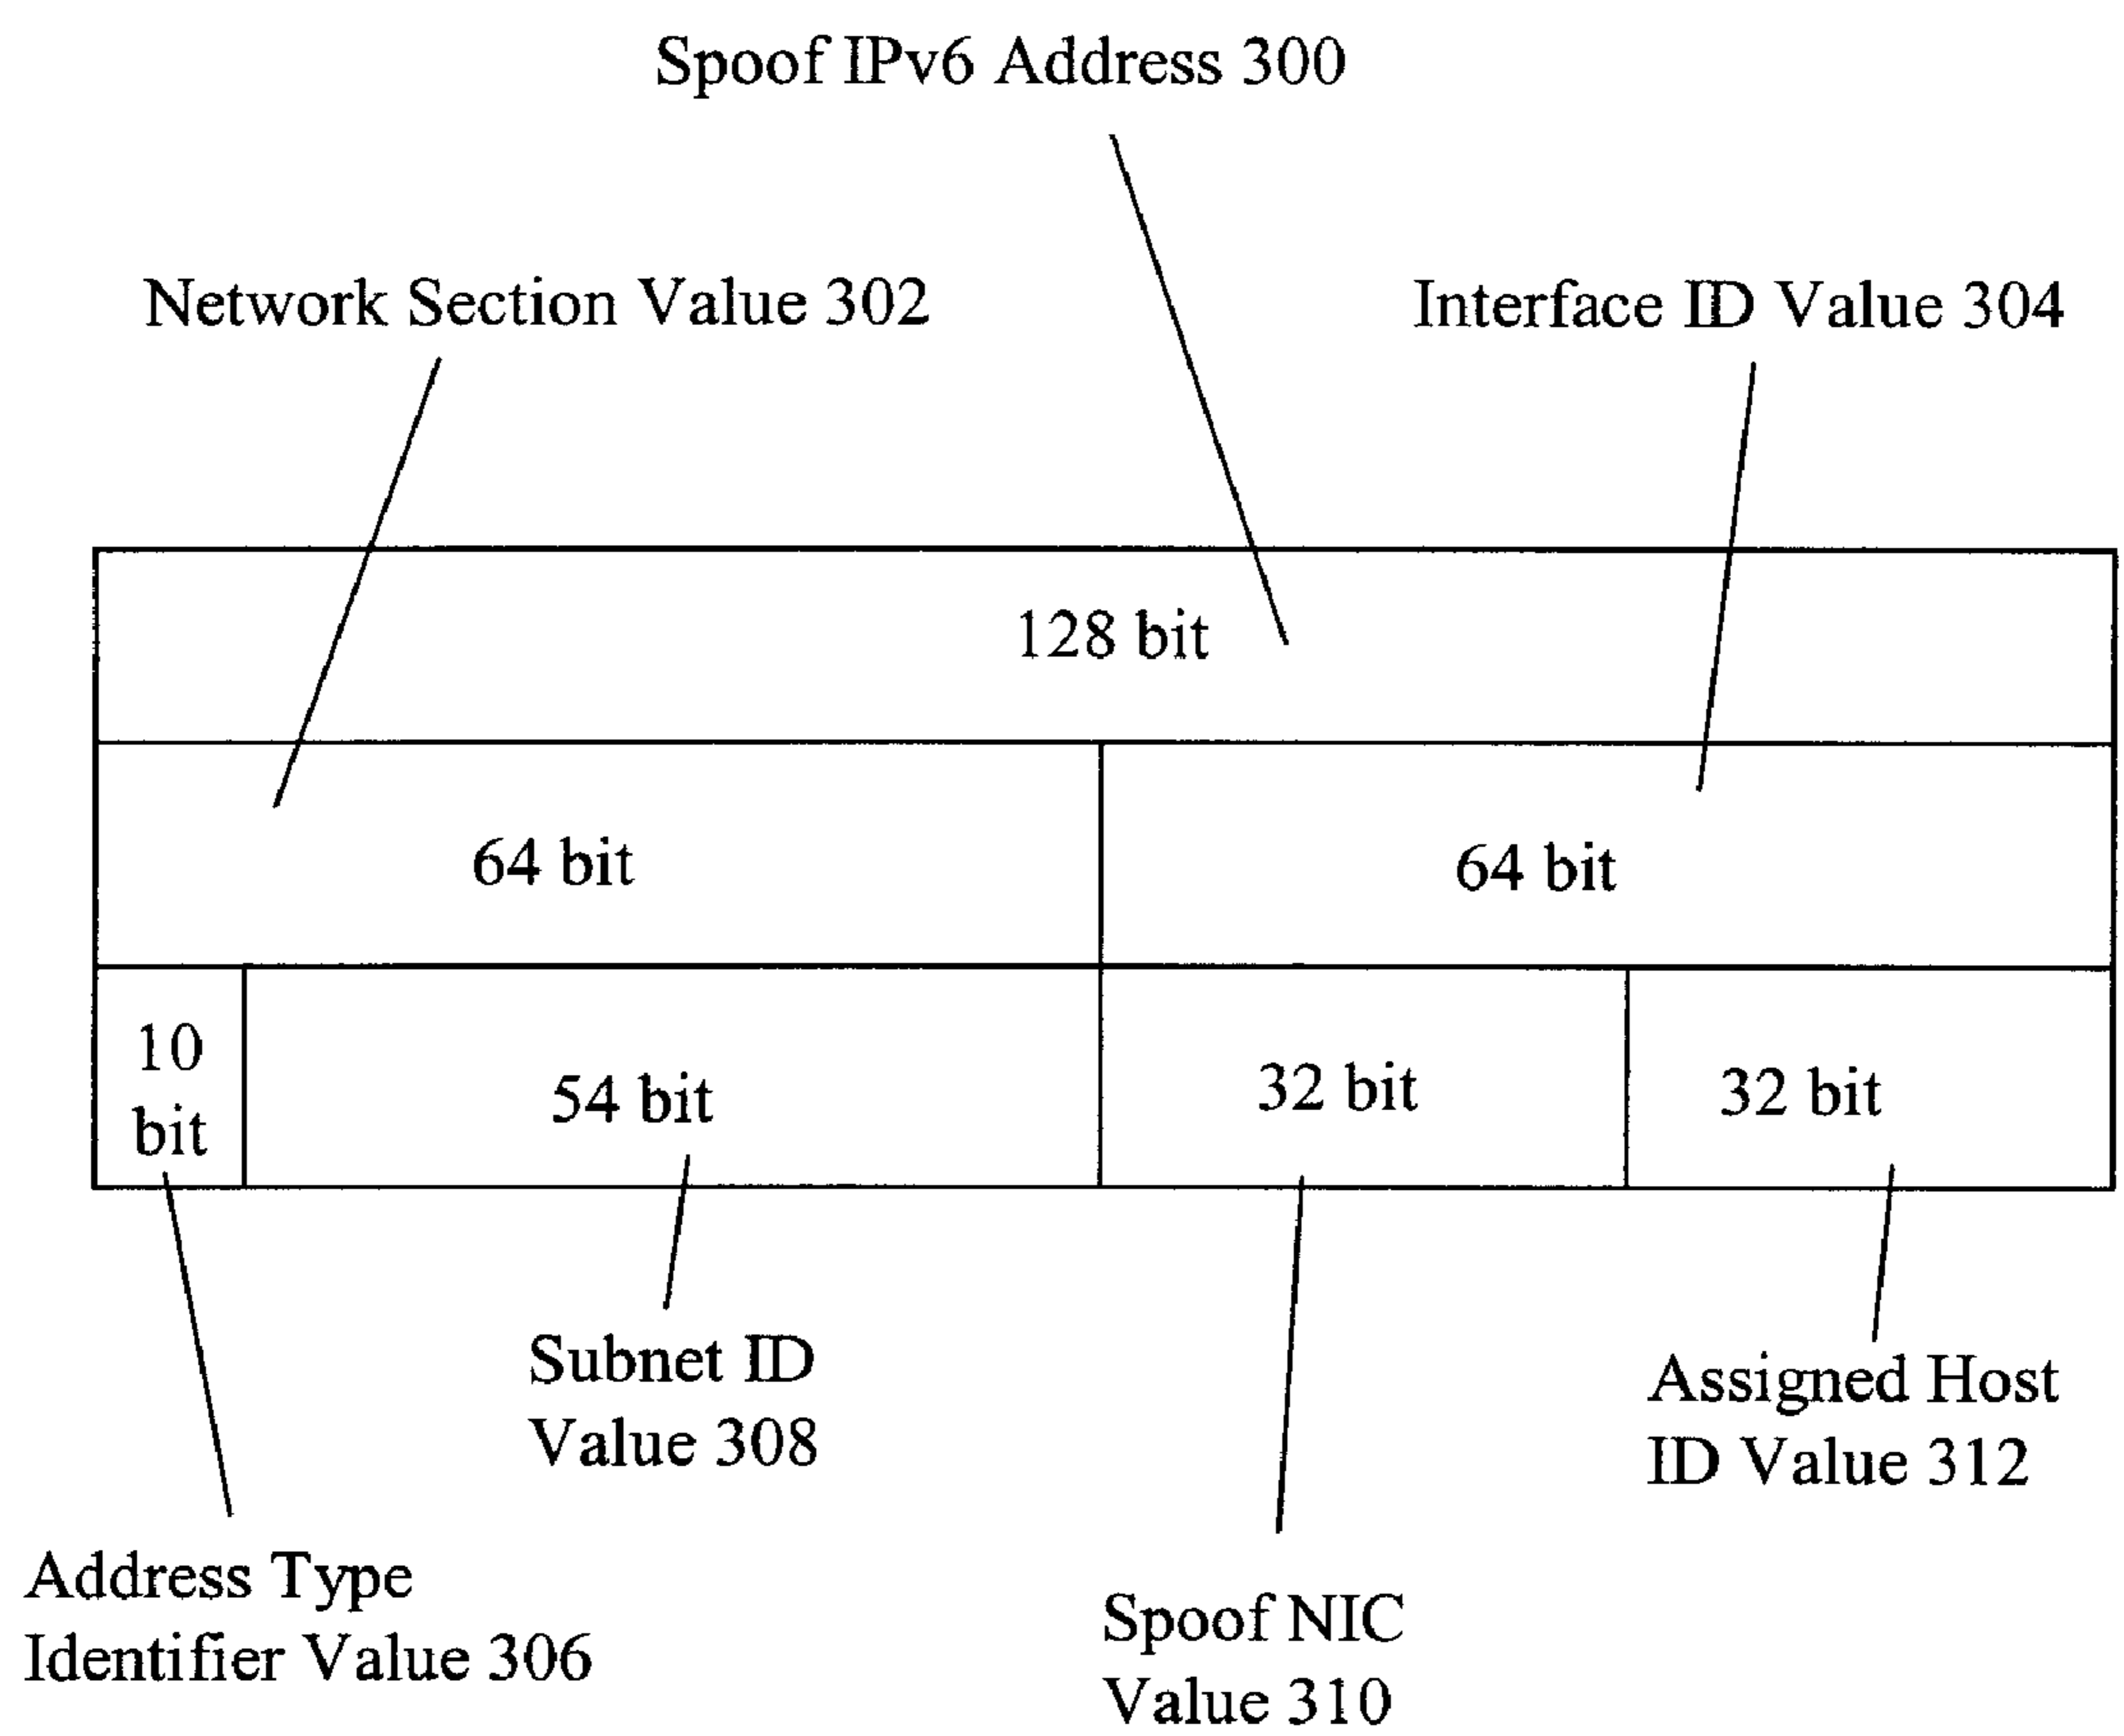 Spoof IPv6 Address 300
Network Section Value 302
Interface ID Value 304
128 bit
64 bit
64 bit
10
bit
54 bit
32 bit
32 bit
Subnet ID
Value 308
Assigned Host
ID Value 312
Address Type
Identifier Value 306
Spoof NIC
Value 310